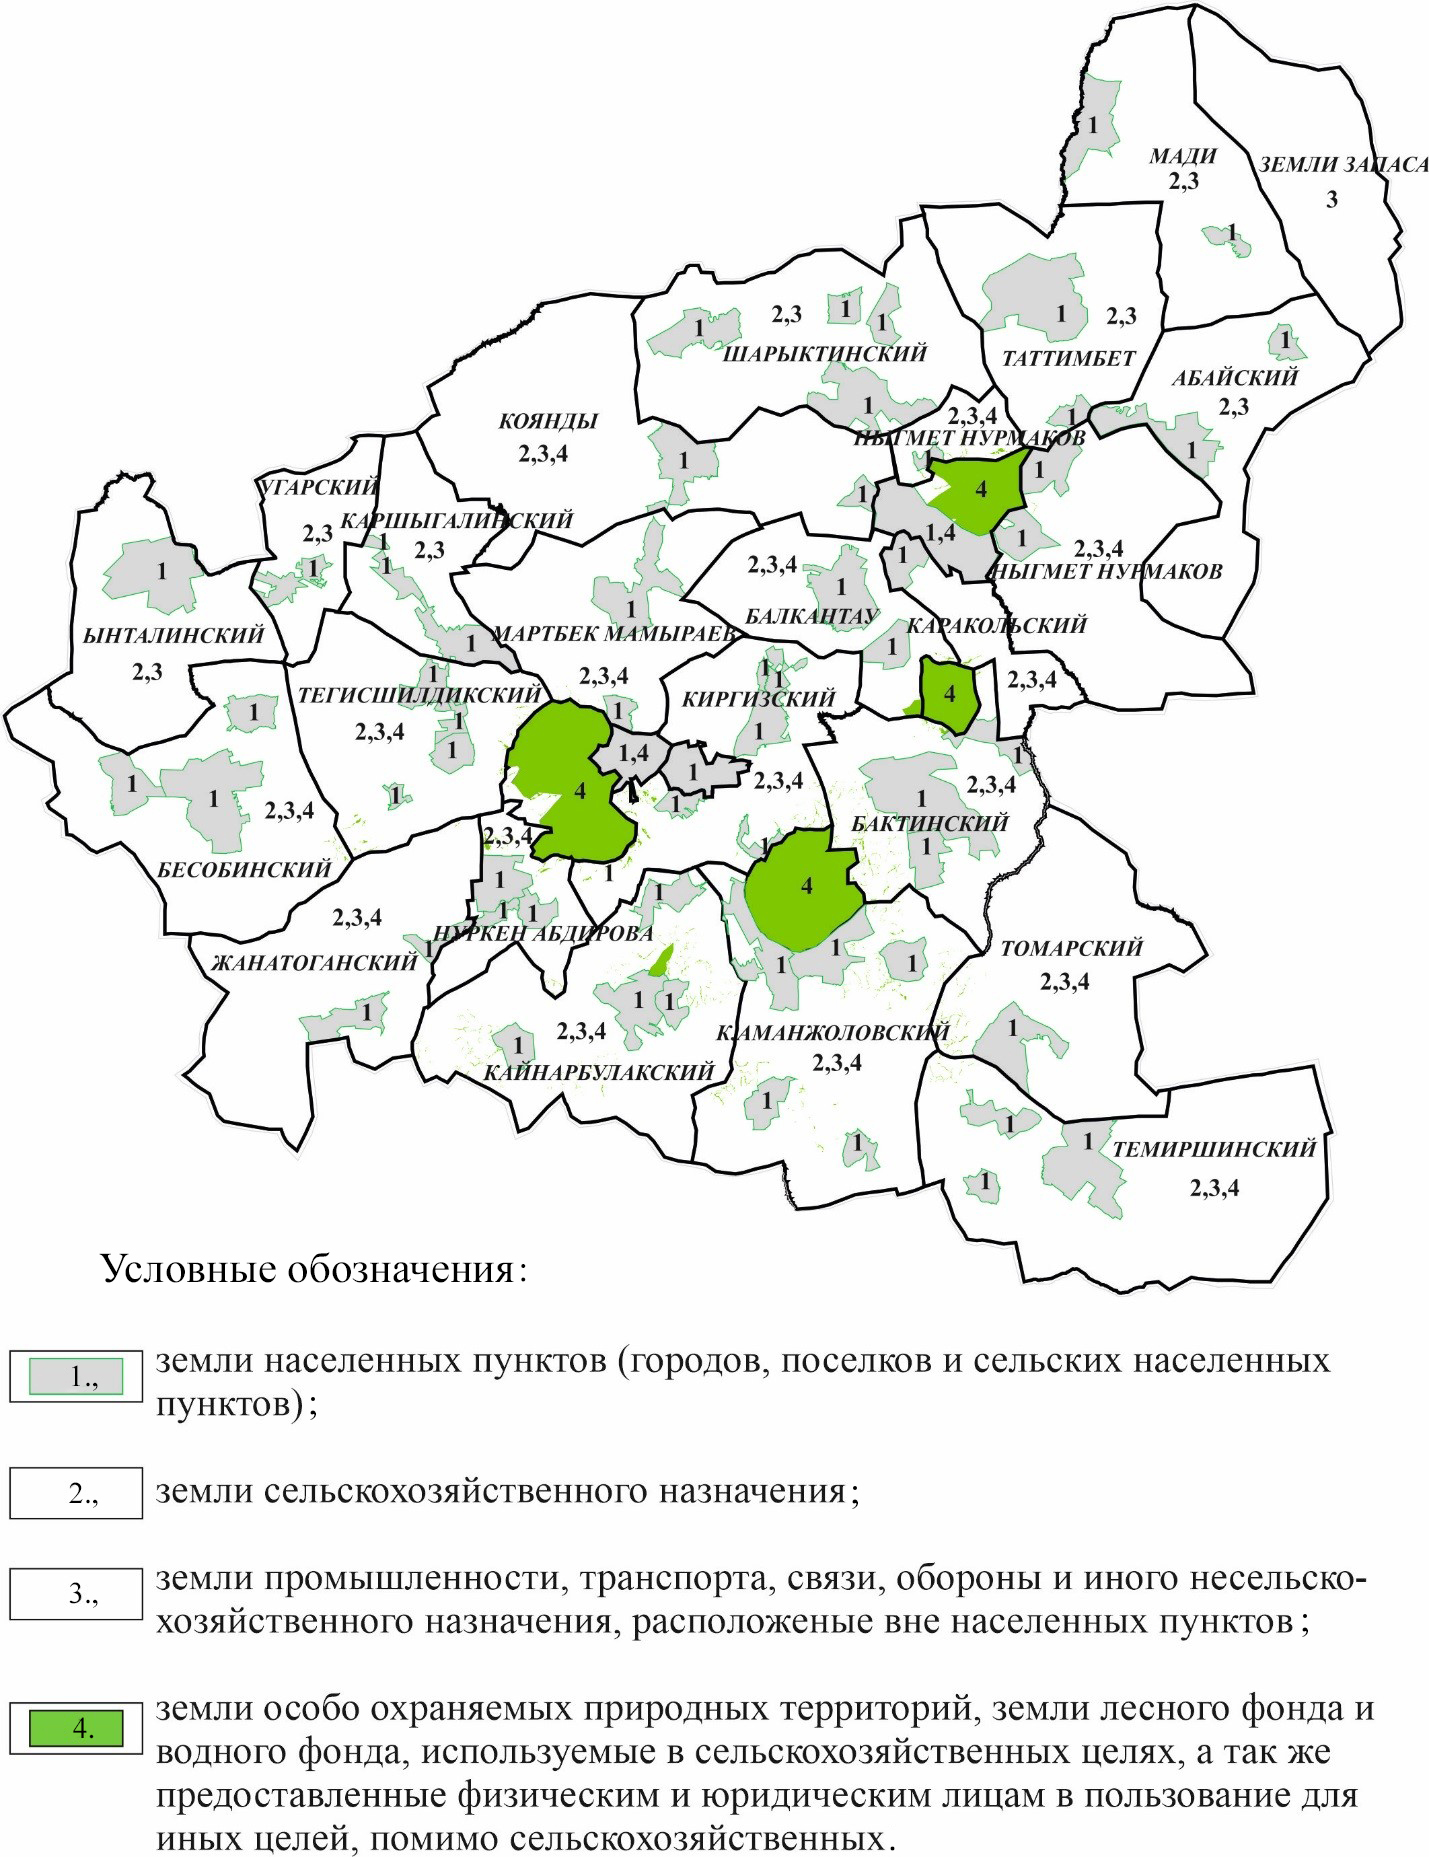 1
МАДИ
2,3
ЗЕМЛИ ЗАПАСА
3
1
1
2,3
1
1
ШАРЫКТИНСКИЙ
1
1
2,3
ТАТТИМБЕТ
1
АБАЙСКИЙ
2,3
КОЯНДЫ
2,3,4
1
2,3,4
НЫГМЕТ НУРМАКОВ
1
1
1
1
4
1
1
1,4
1
1
2,3,4
НЫГМЕТ НУРМАКОВ
УГАРСКИЙ
2,3
1
КАРШЫГАЛИНСКИЙ
2,3
1
1
1
1
ЫНТАЛИНСКИЙ
2,3
1
МАРТБЕК МАМЫРАЕВ
2,3,4
1
2,3,4
1
БАЛКАНТАУ
КАРАКОЛЬСКИЙ
1
4
2,3,4
1
1
КИРГИЗСКИЙ
1
2,3,4
1
ТЕГИСШИЛДИКСКИЙ
2,3,4
1
1
1
1
1
1
2,3,4
БЕСОБИНСКИЙ
4
1,4
1
1
1
1
2,3,4
1
БАКТИНСКИЙ
1
2,3,4
1
1
1
НУРКЕН АБДИРОВА
1
4
2,3,4
ЖАНАТОГАНСКИЙ
1
1
1
1
1
1
1
2,3,4
1
КАЙНАРБУЛАКСКИЙ
К.АМАНЖОЛОВСКИЙ
2,3,4
1
1
ТОМАРСКИЙ
2,3,4
1
1
1
1
ТЕМИРШИНСКИЙ
2,3,4
Условные обозначения:
1.,
земли населенных пунктов (городов, поселков и сельских населенных
пунктов);
2.,
земли сельскохозяйственного назначения;
3.,
земли промышленности, транспорта, связи, обороны и иного несельско-
хозяйственного назначения, расположеные вне населенных пунктов;
4.
земли особо охраняемых природных территорий, земли лесного фонда и
водного фонда, используемые в сельскохозяйственных целях, а так же
предоставленные физическим и юридическим лицам в пользование для
иных целей, помимо сельскохозяйственных.